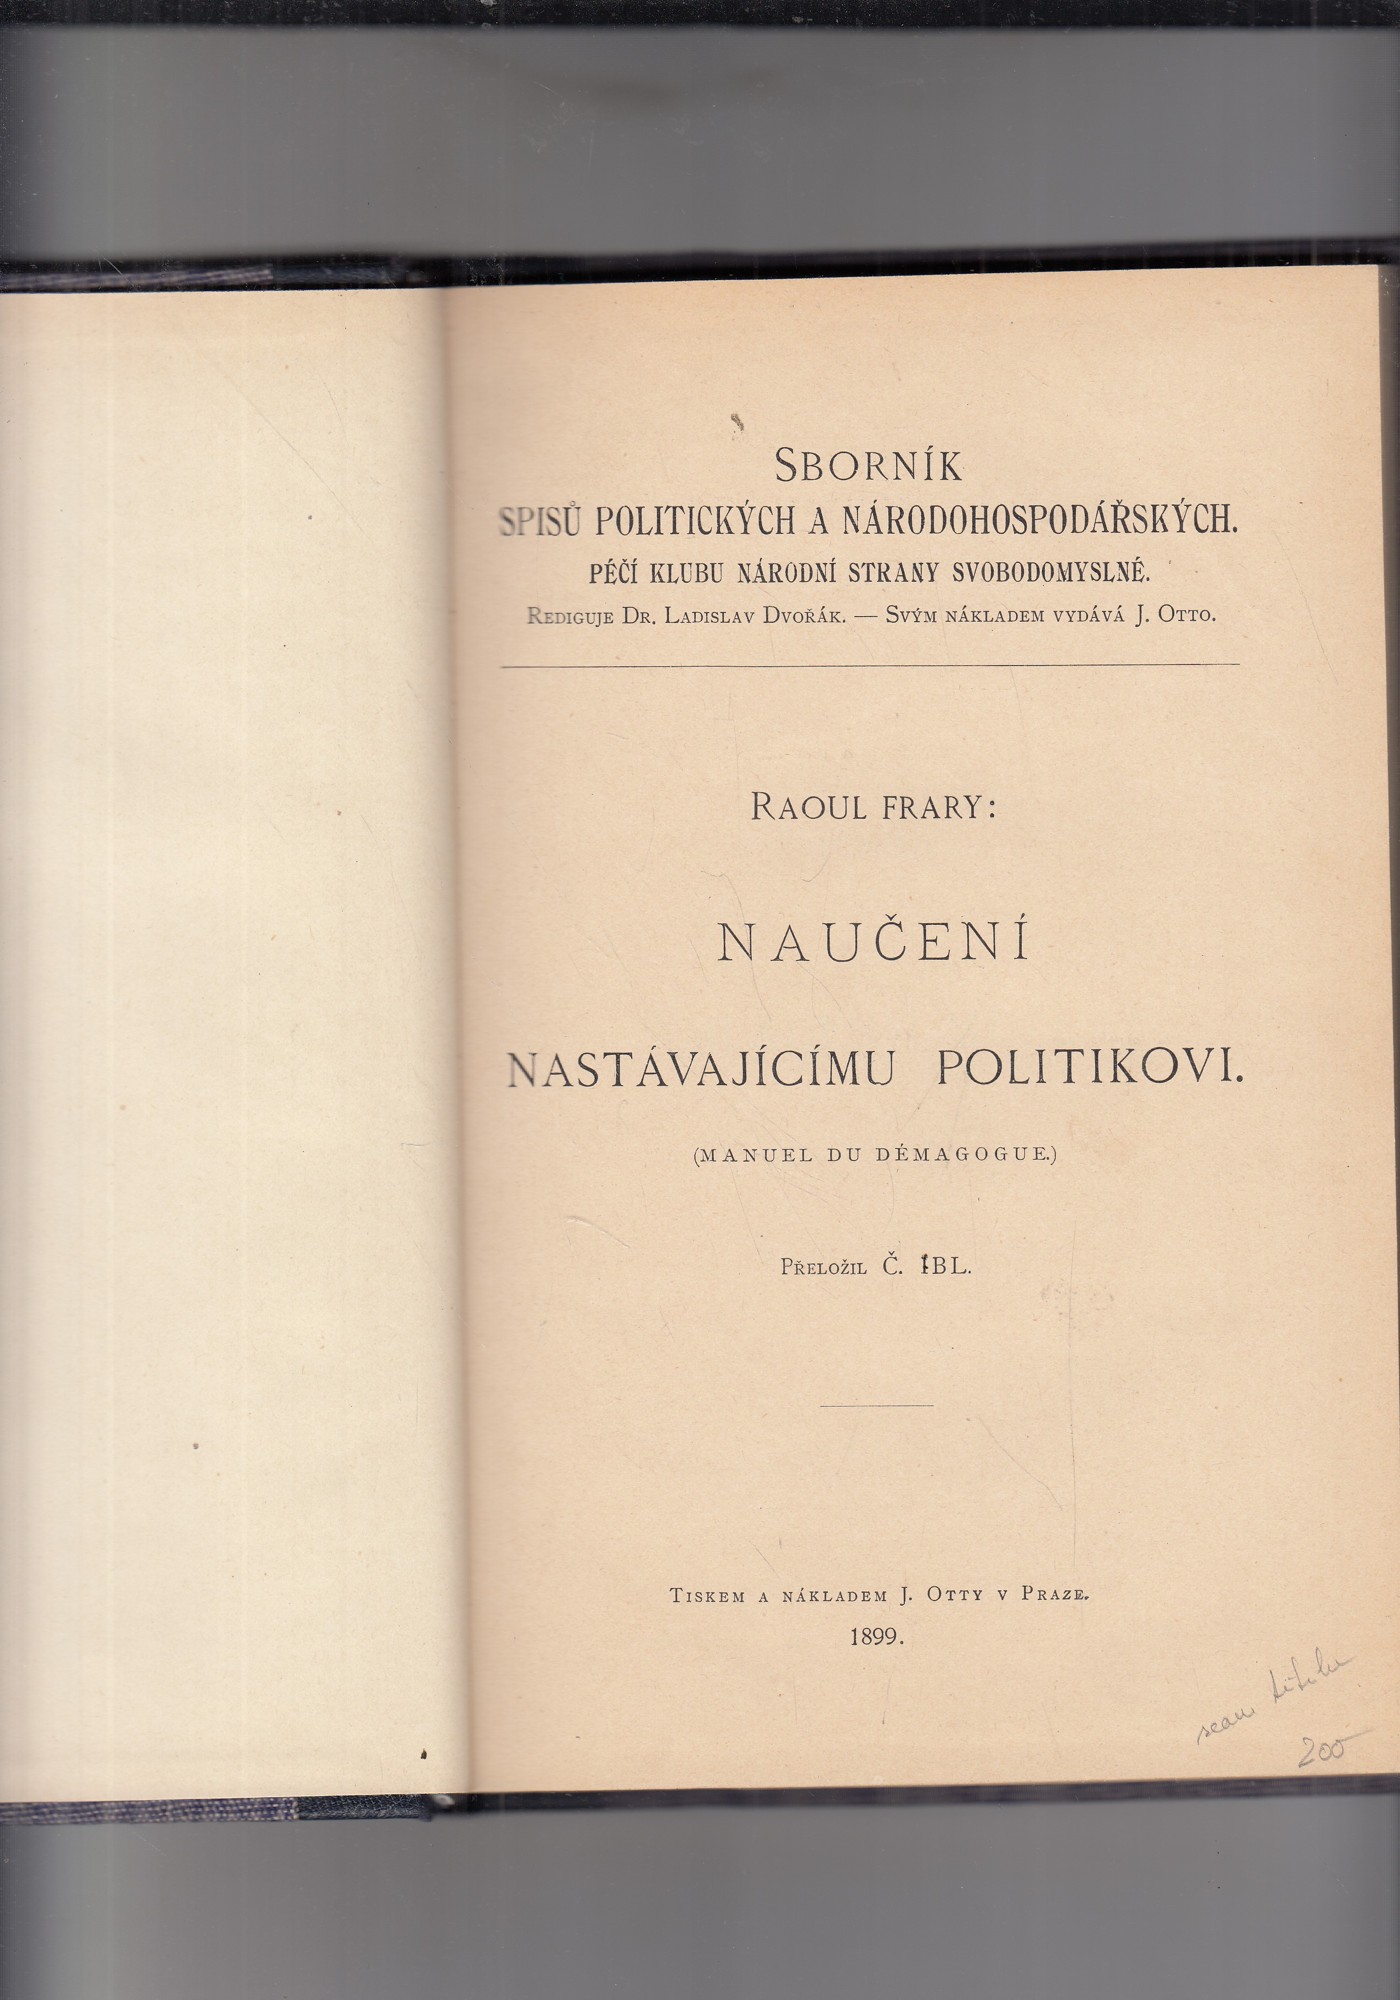 SBORNÍK
SPISŮ POLITICKÝCH A NÁRODOHOSPODÁŘSKÝCH.
PÉČÍ KLUBU NÁRODNÍ STRANY SVOBODOMYSLNÉ.
REDIGUJE DR. LADISLAV DVOŘÁK. — SVÝM NÁKLADEM VYDÁVÁ J. OTTO.
RAOUL FRARY:
NAUČENÍ
NASTÁVAJÍCÍMU POLITIKOVI.
(MANUEL DU DÉMAGOGUE.)
PŘELOŽIL Č. IBL.
TISKEM A NÁKLADEM J. OTTY V PRAZE.
1899.
200